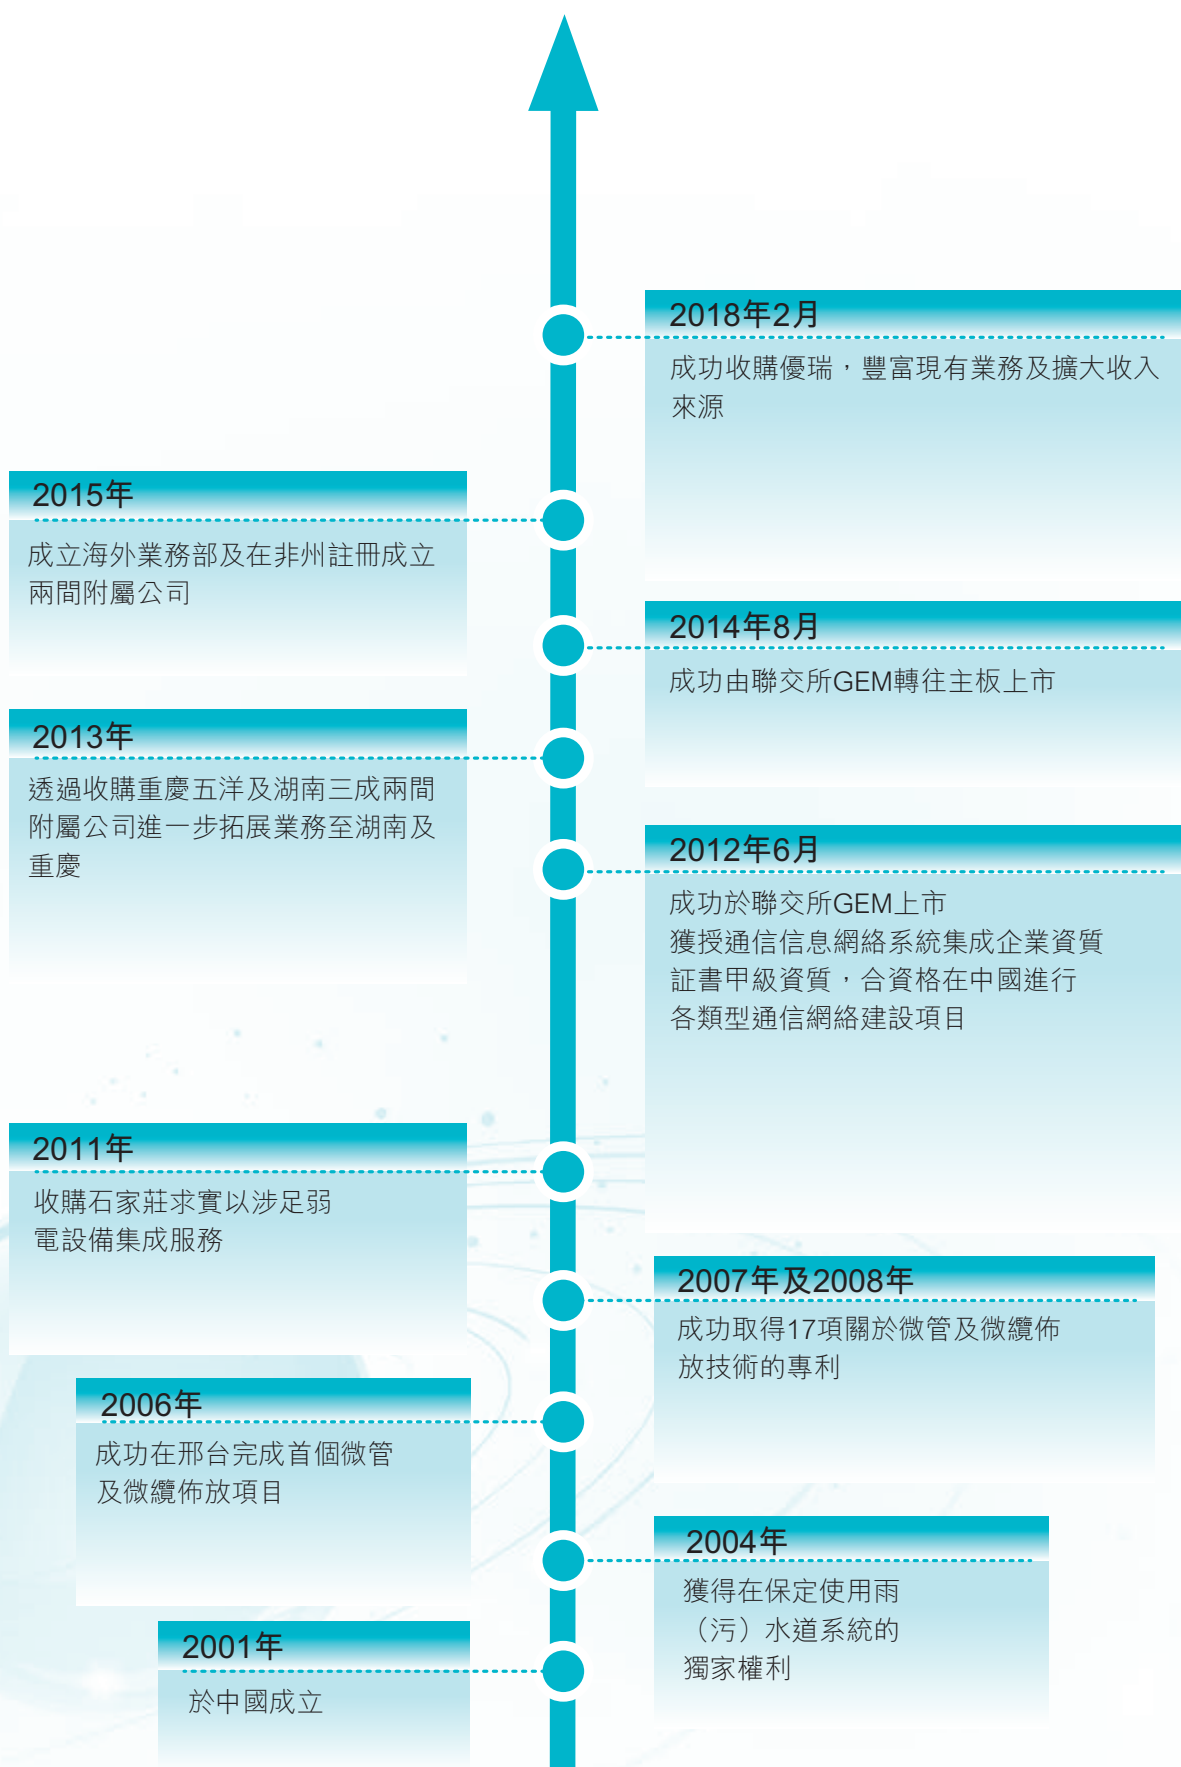 2018年2月
成功收購優瑞，豐富現有業務及擴大收入
來源
2015年
成立海外業務部及在非州註冊成立
兩間附屬公司
2014年8月
成功由聯交所GEM轉往主板上市
2013年
透過收購重慶五洋及湖南三成兩間
附屬公司進一步拓展業務至湖南及
重慶
2012年6月
成功於聯交所GEM上市
獲授通信信息網絡系統集成企業資質
証書甲級資質，合資格在中國進行
各類型通信網絡建設項目
2011年
收購石家莊求實以涉足弱
電設備集成服務
2007年及2008年
成功取得17項關於微管及微纜佈
放技術的專利
2006年
成功在邢台完成首個微管
及微纜佈放項目
2004年
獲得在保定使用雨
（污）水道系統的
獨家權利
2001年
於中國成立